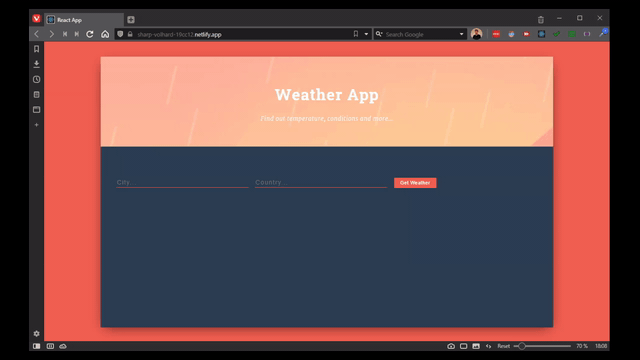 React App
sharp-volhard-19cc12.netlify.app
Search Google
Weather App
Find out temperature, conditions and more...
City...
Country...
Get Weather
Reset
70 %
18:08